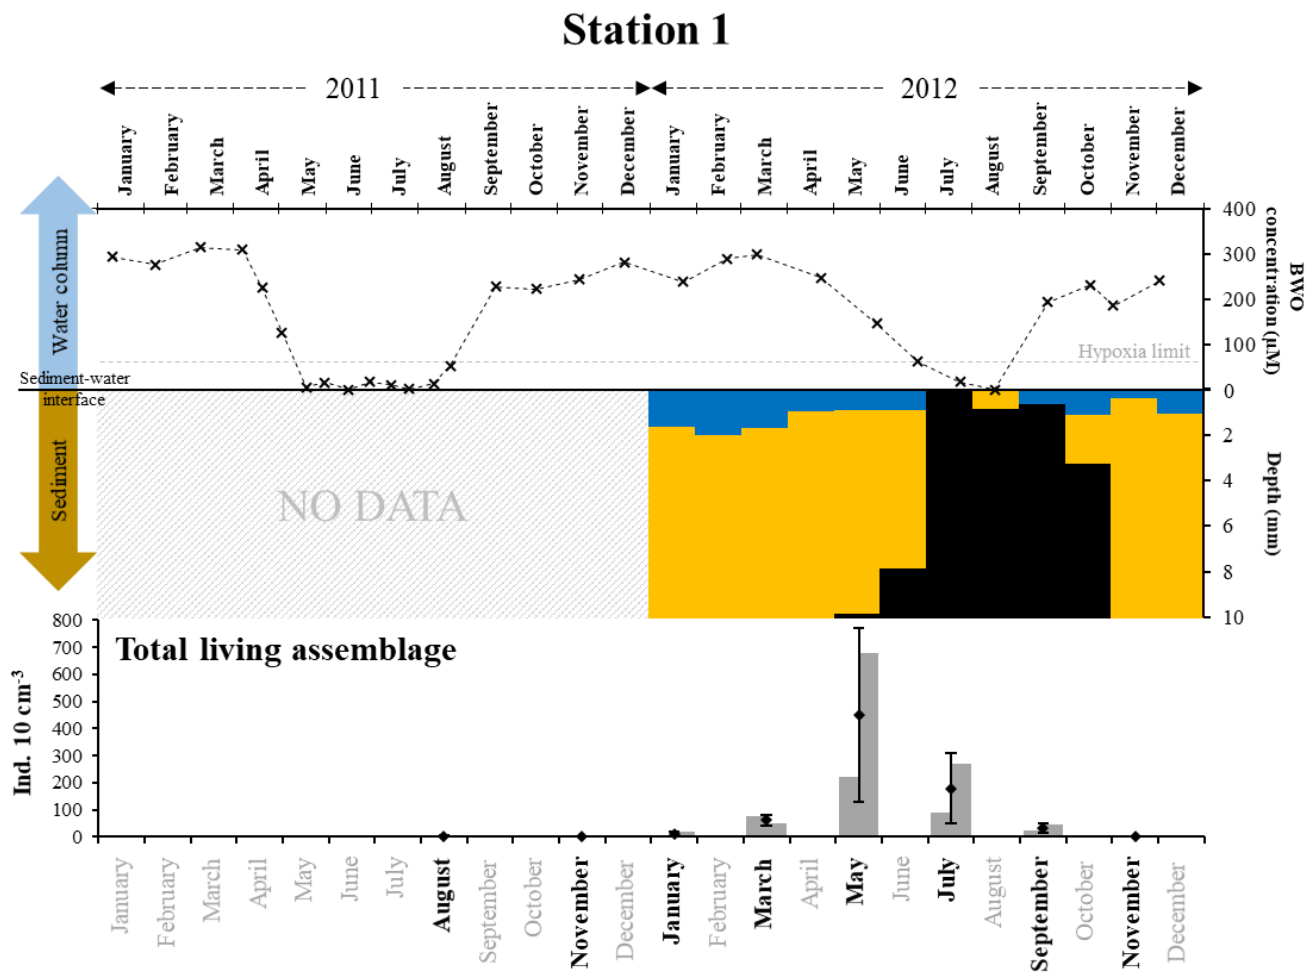 Station 1
2011
2012
January
February
March
April
May
June
July
August
September
October
November
December
January
February
March
April
May
June
July
August
September
October
November
December
Water column
Sediment-water
interface
Sediment
400
300
200
100
0
BWO
concentration (µM)
Hypoxia limit
NO DATA
2
4
6
8
10
Depth (mm)
Total living assemblage
Ind. 10 cm⁻³
800
700
600
500
400
300
200
100
0
January
February
March
April
May
June
July
August
September
October
November
December
January
February
March
April
May
June
July
August
September
October
November
December